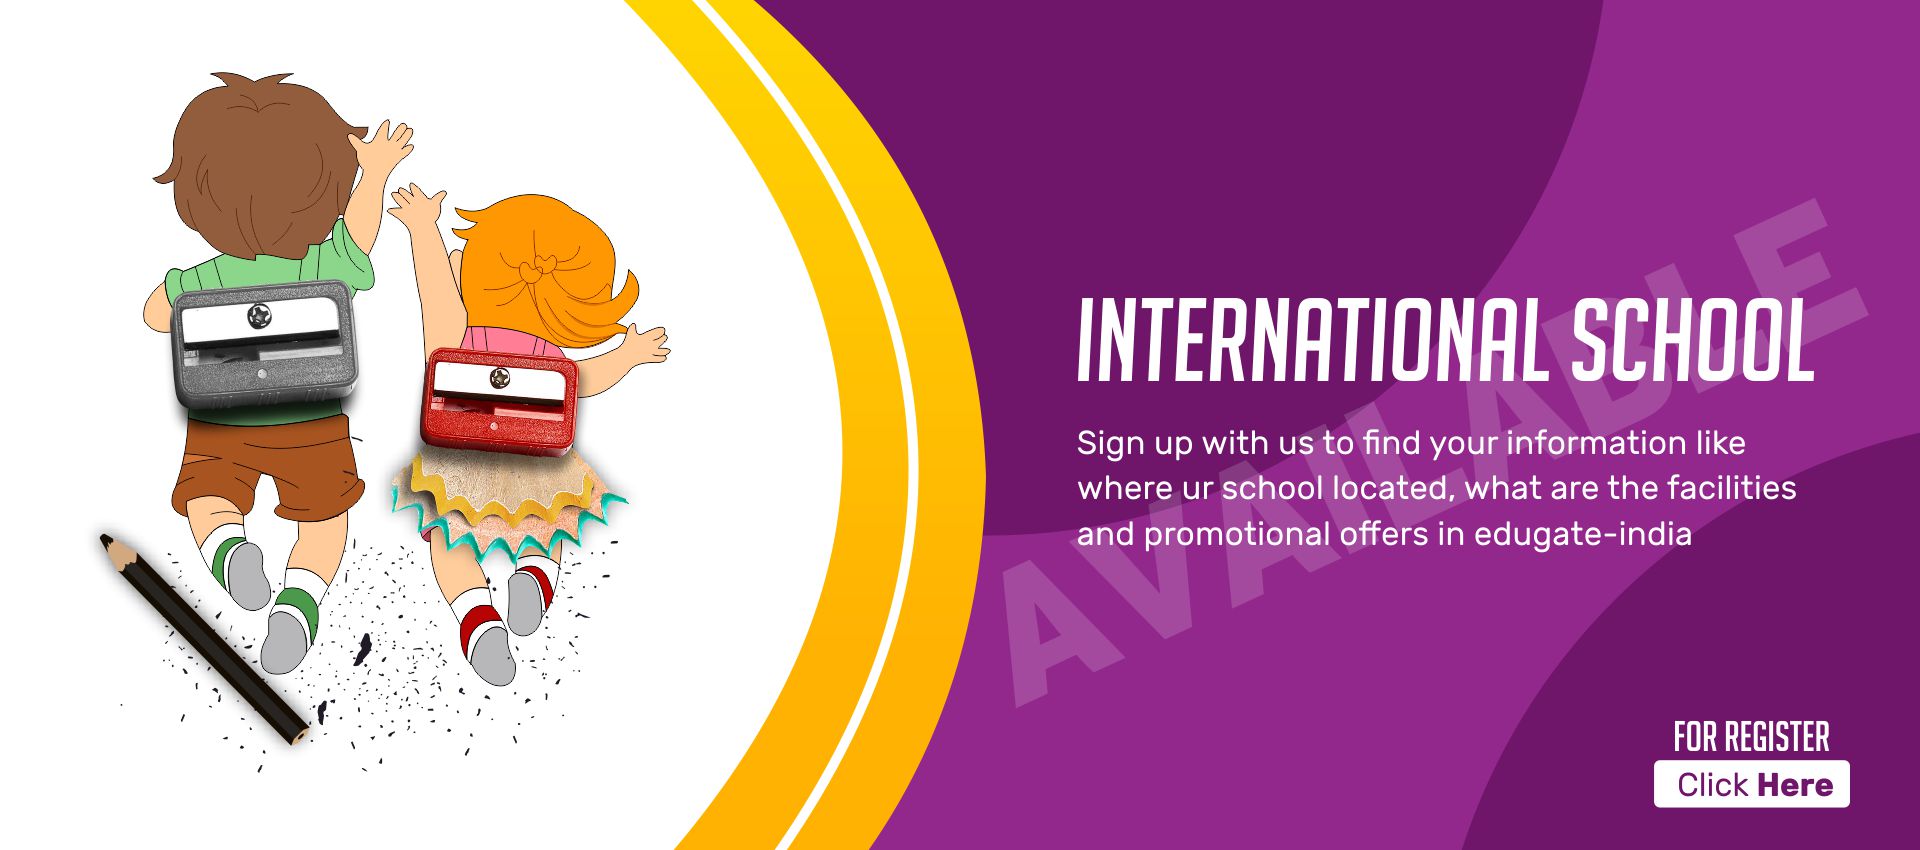 INTERNATIONAL SCHOOL
Sign up with us to find your information like
where ur school located, what are the facilities
and promotional offers in edugate-india
AVAILABLE
FOR REGISTER
Click Here